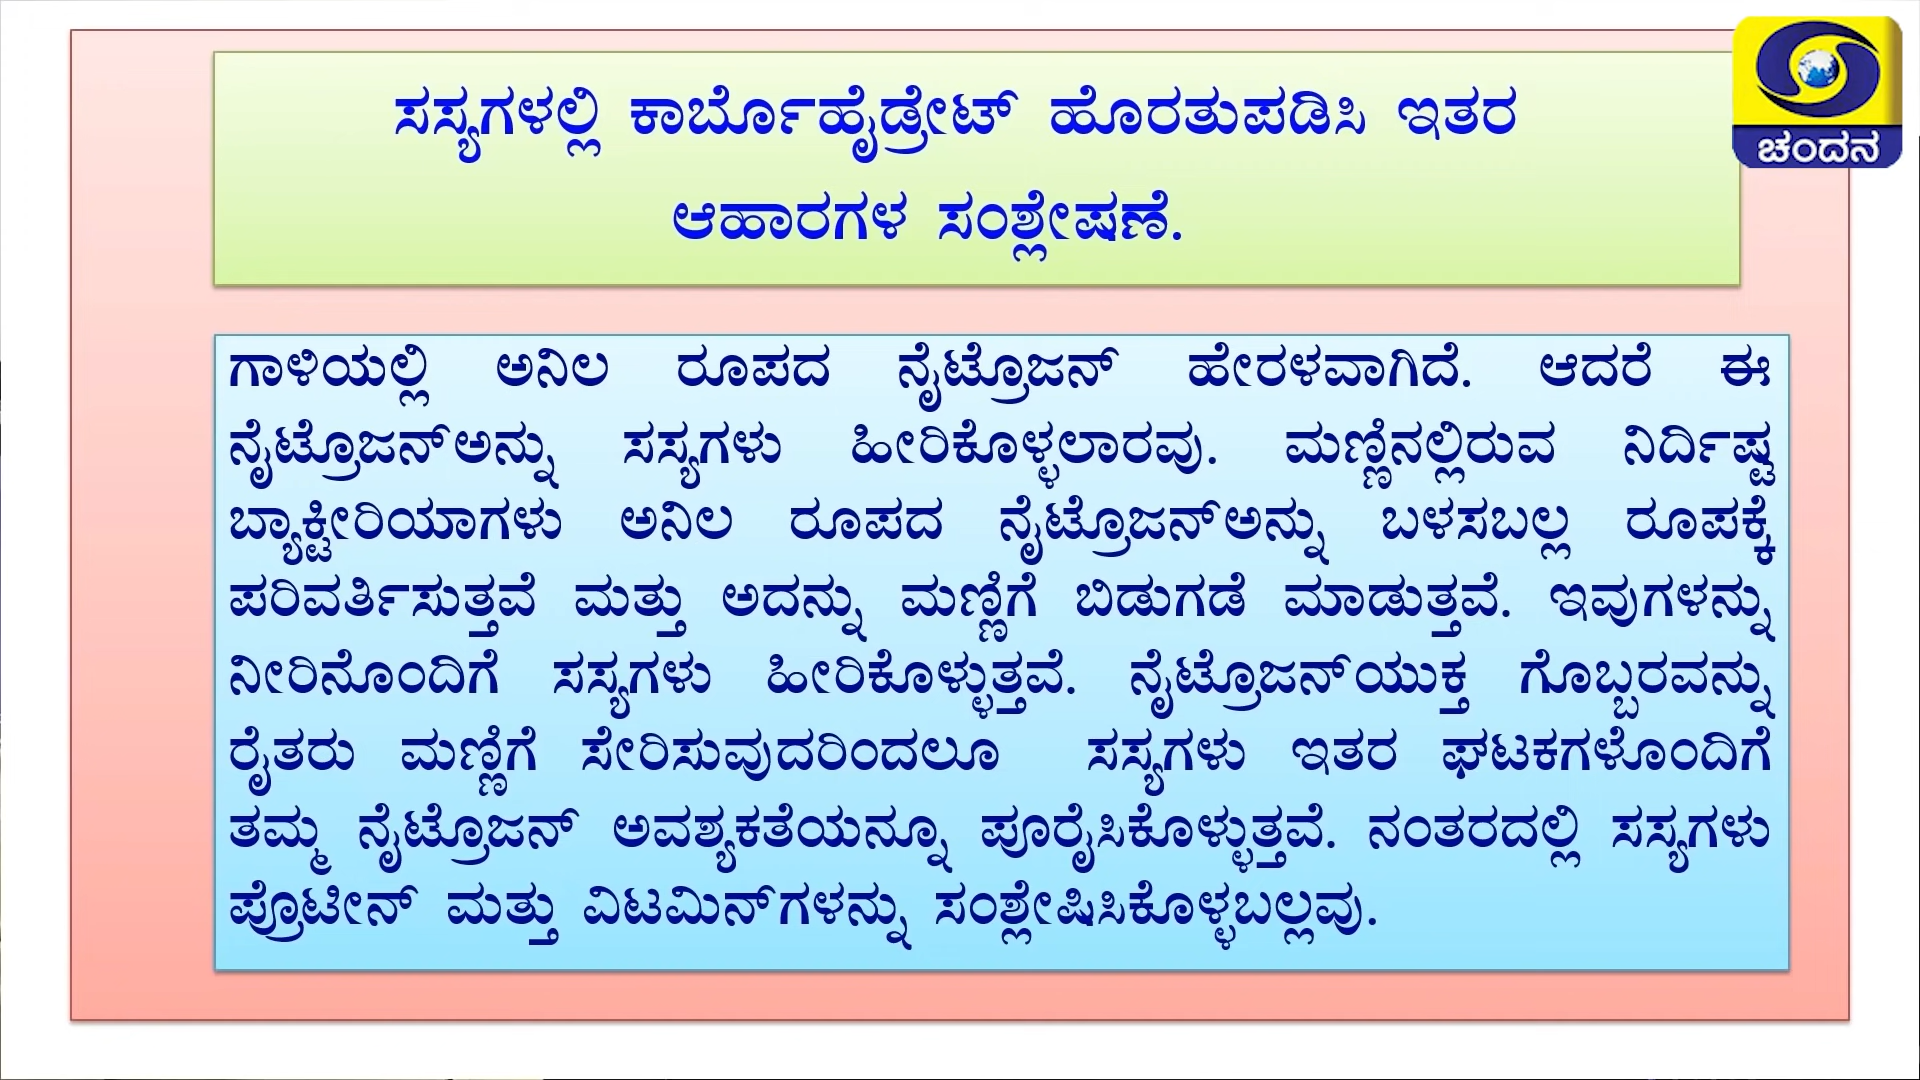 ಸಸ್ಯಗಳಲ್ಲಿ ಕಾರ್ಬೊಹೈಡ್ರೇಟ್ ಹೊರತುಪಡಿಸಿ ಇತರ
ಆಹಾರಗಳ ಸಂಶ್ಲೇಷಣೆ.
ಚಂದನ
ಗಾಳಿಯಲ್ಲಿ ಅನಿಲ ರೂಪದ ನೈಟ್ರೊಜನ್ ಹೇರಳವಾಗಿದೆ. ಆದರೆ ಈ
ನೈಟ್ರೊಜನ್‌ಅನ್ನು ಸಸ್ಯಗಳು ಹೀರಿಕೊಳ್ಳಲಾರವು. ಮಣ್ಣಿನಲ್ಲಿರುವ ನಿರ್ದಿಷ್ಟ
ಬ್ಯಾಕ್ಟೀರಿಯಾಗಳು ಅನಿಲ ರೂಪದ ನೈಟ್ರೊಜನ್‌ಅನ್ನು ಬಳಸಬಲ್ಲ ರೂಪಕ್ಕೆ
ಪರಿವರ್ತಿಸುತ್ತವೆ ಮತ್ತು ಅದನ್ನು ಮಣ್ಣಿಗೆ ಬಿಡುಗಡೆ ಮಾಡುತ್ತವೆ. ಇವುಗಳನ್ನು
ನೀರಿನೊಂದಿಗೆ ಸಸ್ಯಗಳು ಹೀರಿಕೊಳ್ಳುತ್ತವೆ. ನೈಟ್ರೊಜನ್‌ಯುಕ್ತ ಗೊಬ್ಬರವನ್ನು
ರೈತರು ಮಣ್ಣಿಗೆ ಸೇರಿಸುವುದರಿಂದಲೂ ಸಸ್ಯಗಳು ಇತರ ಘಟಕಗಳೊಂದಿಗೆ
ತಮ್ಮ ನೈಟ್ರೊಜನ್ ಅವಶ್ಯಕತೆಯನ್ನೂ ಪೂರೈಸಿಕೊಳ್ಳುತ್ತವೆ. ನಂತರದಲ್ಲಿ ಸಸ್ಯಗಳು
ಪ್ರೊಟೀನ್ ಮತ್ತು ವಿಟಮಿನ್‌ಗಳನ್ನು ಸಂಶ್ಲೇಷಿಸಿಕೊಳ್ಳಬಲ್ಲವು.